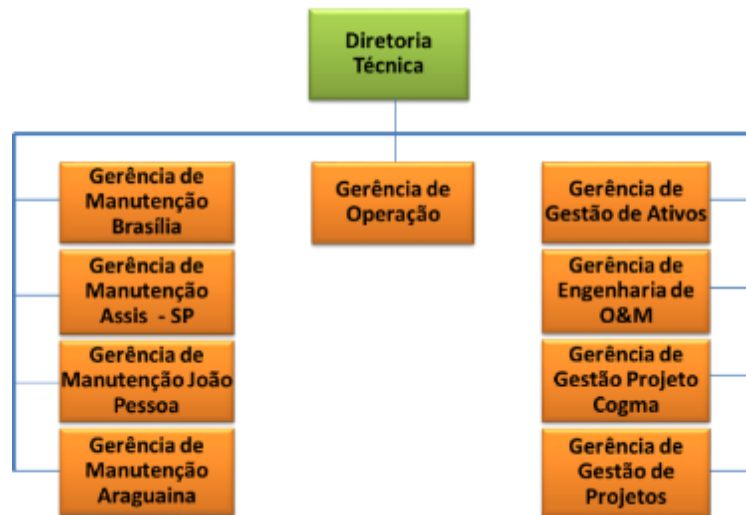 Diretoria
Técnica
Gerência de
Manutenção
Brasília
Gerência de
Operação
Gerência de
Gestão de Ativos
Gerência de
Manutenção
Assis - SP
Gerência de
Engenharia de
O&M
Gerência de
Manutenção João
Pessoa
Gerência de
Gestão Projeto
Cogma
Gerência de
Manutenção
Araguaina
Gerência de
Gestão de
Projetos